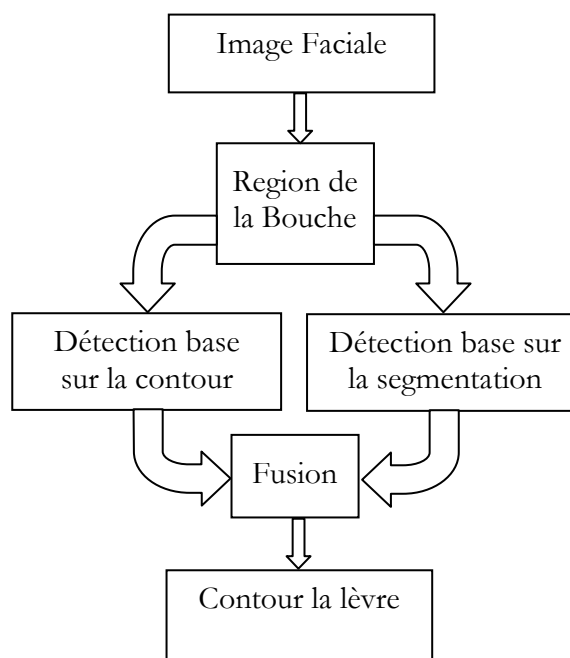 Image Faciale
Region de
la Bouche
Détection base
sur la contour
Détection base sur
la segmentation
Fusion
Contour la lèvre